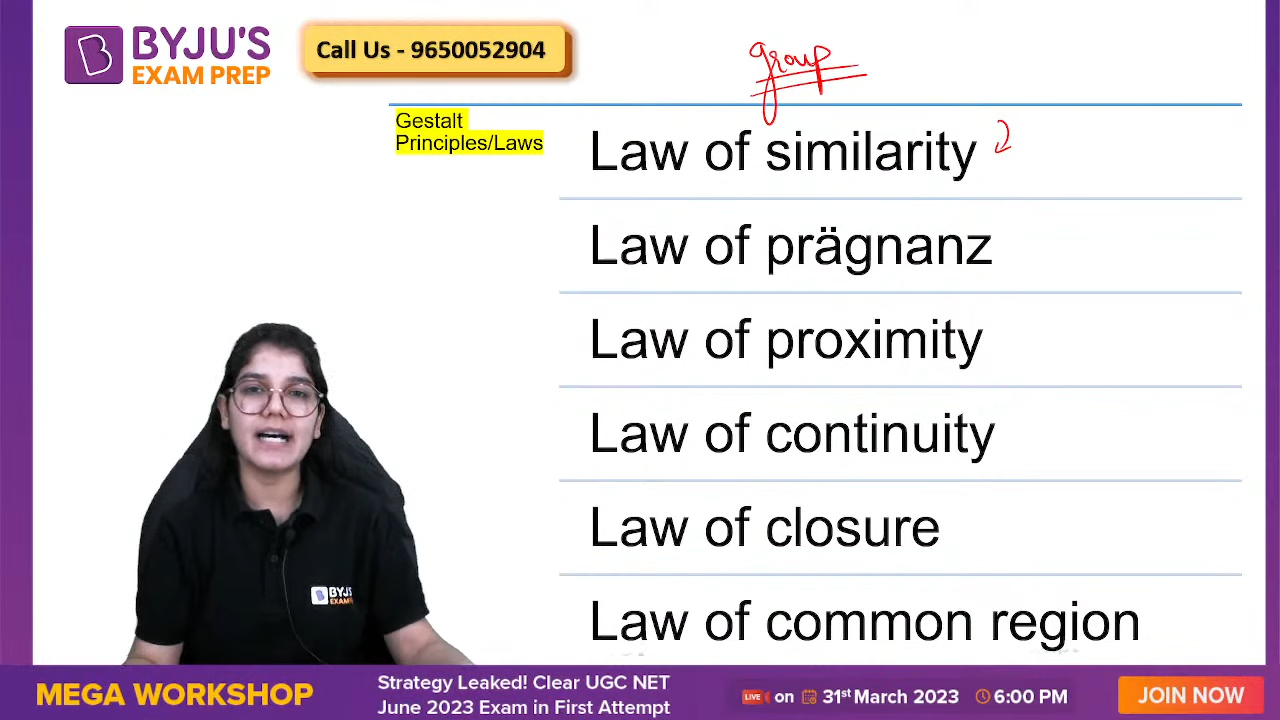 BYJU'S
EXAM PREP
Call Us - 9650052904
group
Gestalt
Principles/Laws
Law of similarity
Law of prägnanz
Law of proximity
Law of continuity
Law of closure
Law of common region
BYJU'S
EXAM PREP
MEGA WORKSHOP
Strategy Leaked! Clear UGC NET
June 2023 Exam in First Attempt
LIVE on 31st March 2023 6:00 PM
JOIN NOW